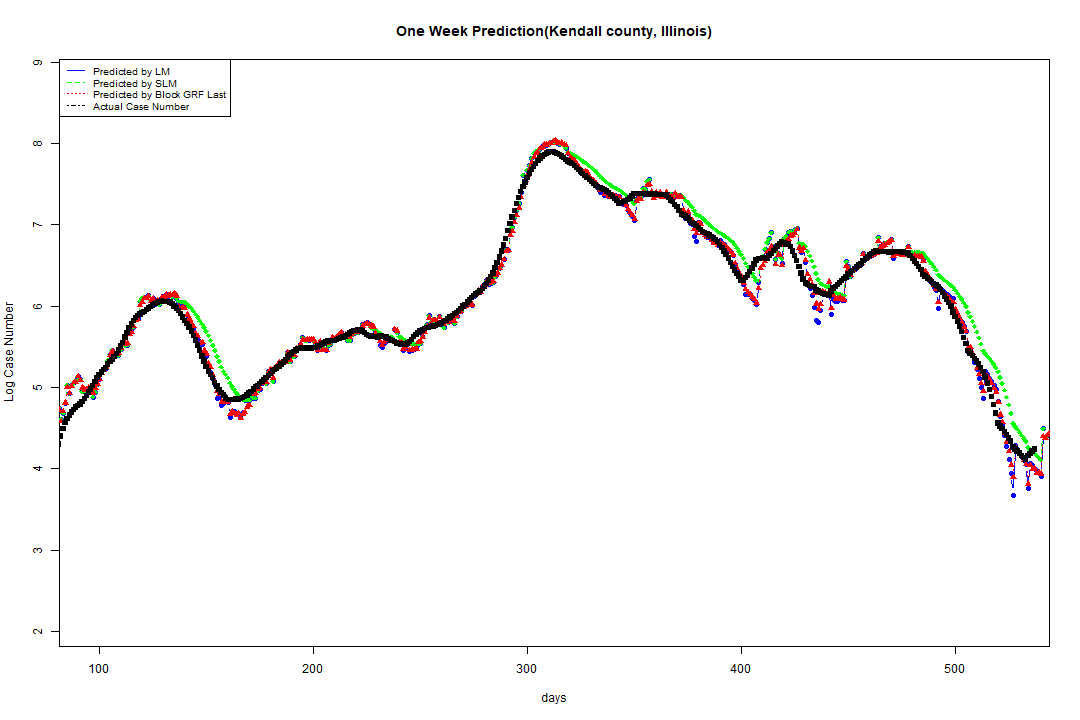 One Week Prediction(Kendall county, Illinois)
Predicted by LM
Predicted by SLM
Predicted by Block GRF Last
Actual Case Number
9
8
7
6
5
4
3
2
Log Case Number
100 200 300 400 500
days